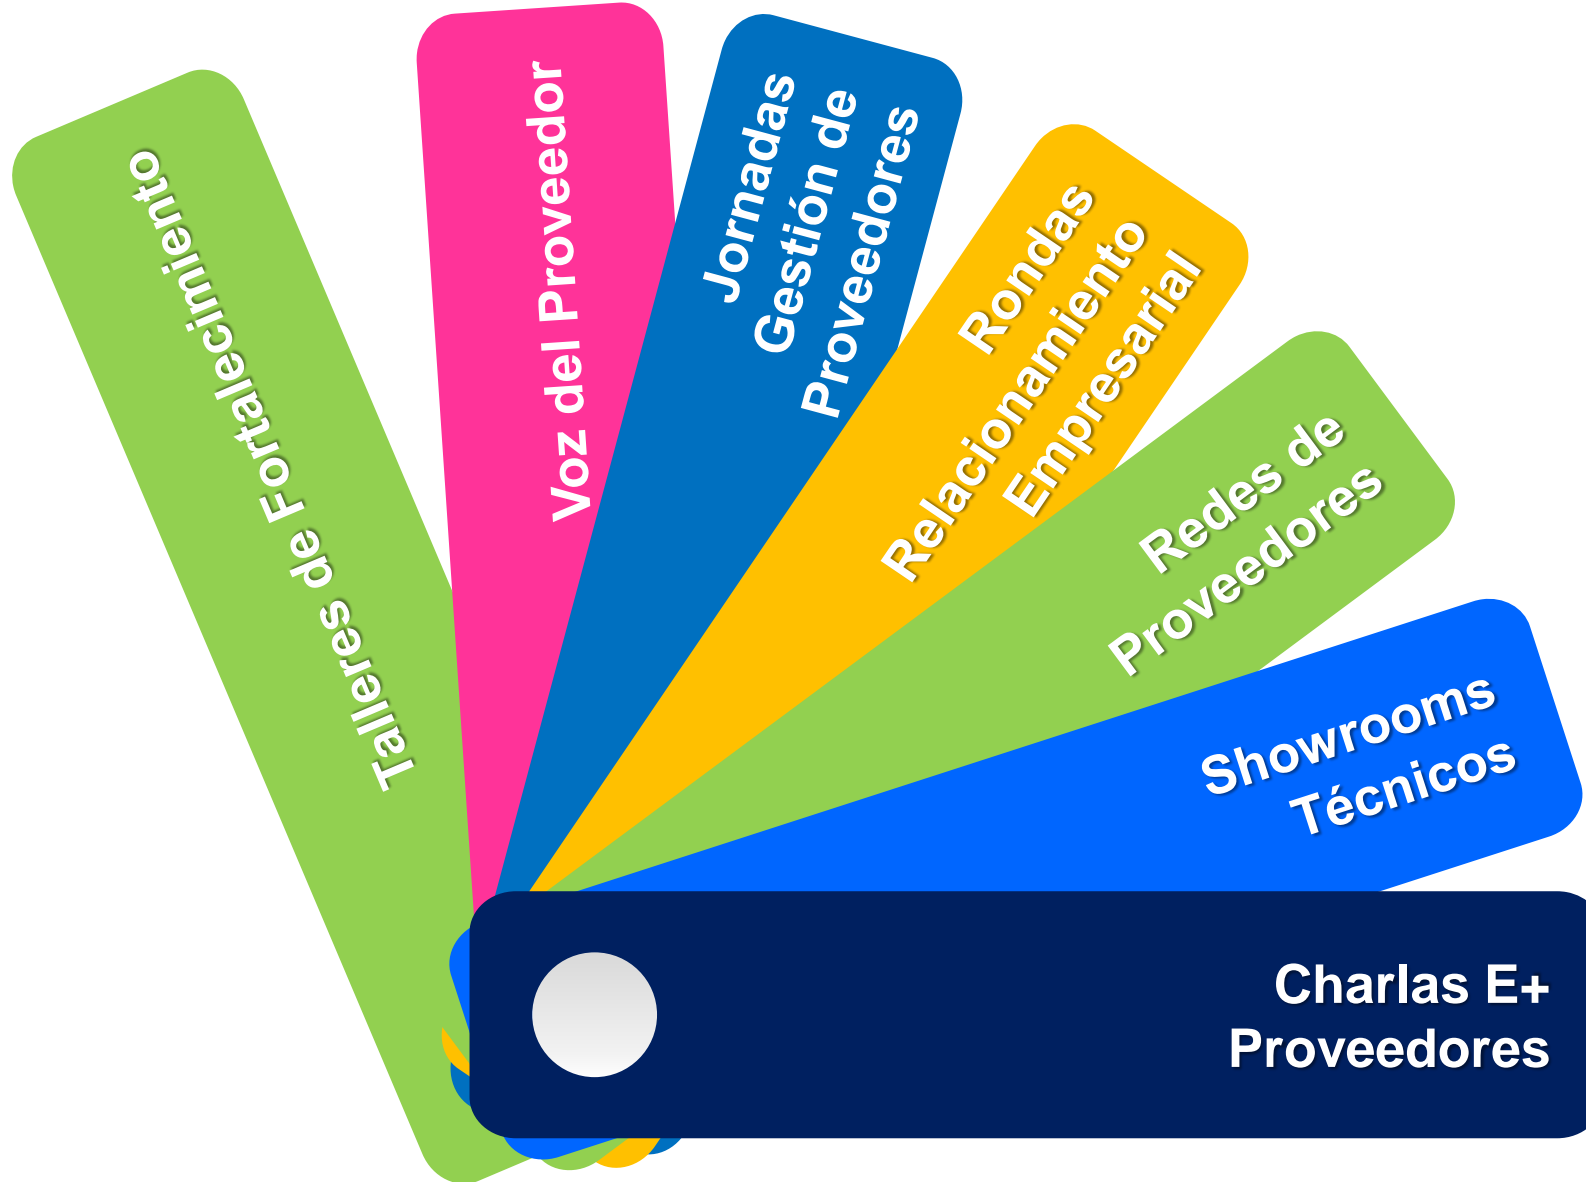 Talleres de Fortalecimiento
Voz del Proveedor
Jornadas
Gestión de
Proveedores
Rondas
Relacionamiento
Empresarial
Redes de
Proveedores
Showrooms
Técnicos
Charlas E+
Proveedores